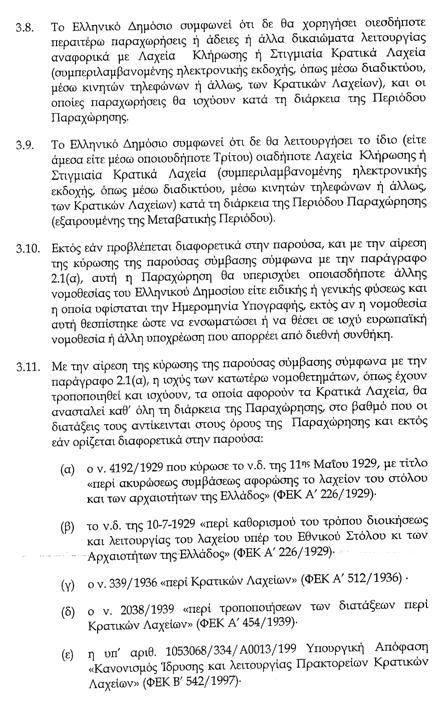 3.8. Το Ελληνικό Δημόσιο συμφωνεί ότι δε θα χορηγήσει οιεσδήποτε
περαιτέρω παραχωρήσεις ή άδειες ή άλλα δικαιώματα λειτουργίας
αναφορικά με Λαχεία Κλήρωσης ή Στιγμιαία Κρατικά Λαχεία
(συμπεριλαμβανομένης ηλεκτρονικής εκδοχής, όπως μέσω διαδικτύου,
μέσω κινητών τηλεφώνων ή άλλως, των Κρατικών Λαχείων), και οι
οποίες παραχωρήσεις θα ισχύουν κατά τη διάρκεια της Περιόδου
Παραχώρησης.
3.9. Το Ελληνικό Δημόσιο συμφωνεί ότι δε θα λειτουργήσει το ίδιο (είτε
άμεσα είτε μέσω οποιουδήποτε Τρίτου) οιαδήποτε Λαχεία Κλήρωσης ή
Στιγμιαία Κρατικά Λαχεία (συμπεριλαμβανομένης ηλεκτρονικής
εκδοχής, όπως μέσω διαδικτύου, μέσω κινητών τηλεφώνων ή άλλως,
των Κρατικών Λαχείων) κατά τη διάρκεια της Περιόδου Παραχώρησης
(εξαιρουμένης της Μεταβατικής Περιόδου).
3.10. Εκτός εάν προβλέπεται διαφορετικά στην παρούσα, και με την αίρεση
της κύρωσης της παρούσας σύμβασης σύμφωνα με την παράγραφο
2.1(α), αυτή η Παραχώρηση θα υπερισχύει οποιασδήποτε άλλης
νομοθεσίας του Ελληνικού Δημοσίου είτε ειδικής ή γενικής φύσεως και
η οποία υφίσταται την Ημερομηνία Υπογραφής, εκτός αν η νομοθεσία
αυτή θεσπίστηκε ώστε να ενσωματώσει ή να θέσει σε ισχύ ευρωπαϊκή
νομοθεσία ή άλλη υποχρέωση που απορρέει από διεθνή συνθήκη.
3.11. Με την αίρεση της κύρωσης της παρούσας σύμβασης σύμφωνα με την
παράγραφο 2.1(α), η ισχύς των κατωτέρω νομοθετημάτων, όπως έχουν
τροποποιηθεί και ισχύουν, τα οποία αφορούν τα Κρατικά Λαχεία, θα
ανασταλεί καθ' όλη τη διάρκεια της Παραχώρησης, στο βαθμό που οι
διατάξεις τους αντίκεινται στους όρους της Παραχώρησης και εκτός
εάν ορίζεται διαφορετικά στην παρούσα:
(α) ο ν. 4192/1929 που κύρωσε το ν.δ. της 11ης Μαΐου 1929, με τίτλο
«περί ακυρώσεως συμβάσεως αφορώσης το λαχείον του στόλου
και των αρχαιοτήτων της Ελλάδος» (ΦΕΚ Α' 226/1929)·
(β) το ν.δ. της 10-7-1929 «περί καθορισμού του τρόπου διοικήσεως
και λειτουργίας του λαχείου υπέρ του Εθνικού Στόλου κι των
Αρχαιοτήτων της Ελλάδος» (ΦΕΚ Α' 226/1929)·
(γ) ο ν. 339/1936 «περί Κρατικών Λαχείων» (ΦΕΚ Α' 512/1936) ·
(δ) ο ν. 2038/1939 «περί τροποποιήσεων των διατάξεων περί
Κρατικών Λαχείων» (ΦΕΚ Α' 454/1939)·
(ε) η υπ' αριθ. 1053068/334/Α0013/199 Υπουργική Απόφαση
«Κανονισμός Ίδρυσης και λειτουργίας Πρακτορείων Κρατικών
Λαχείων» (ΦΕΚ Β' 542/1997)·